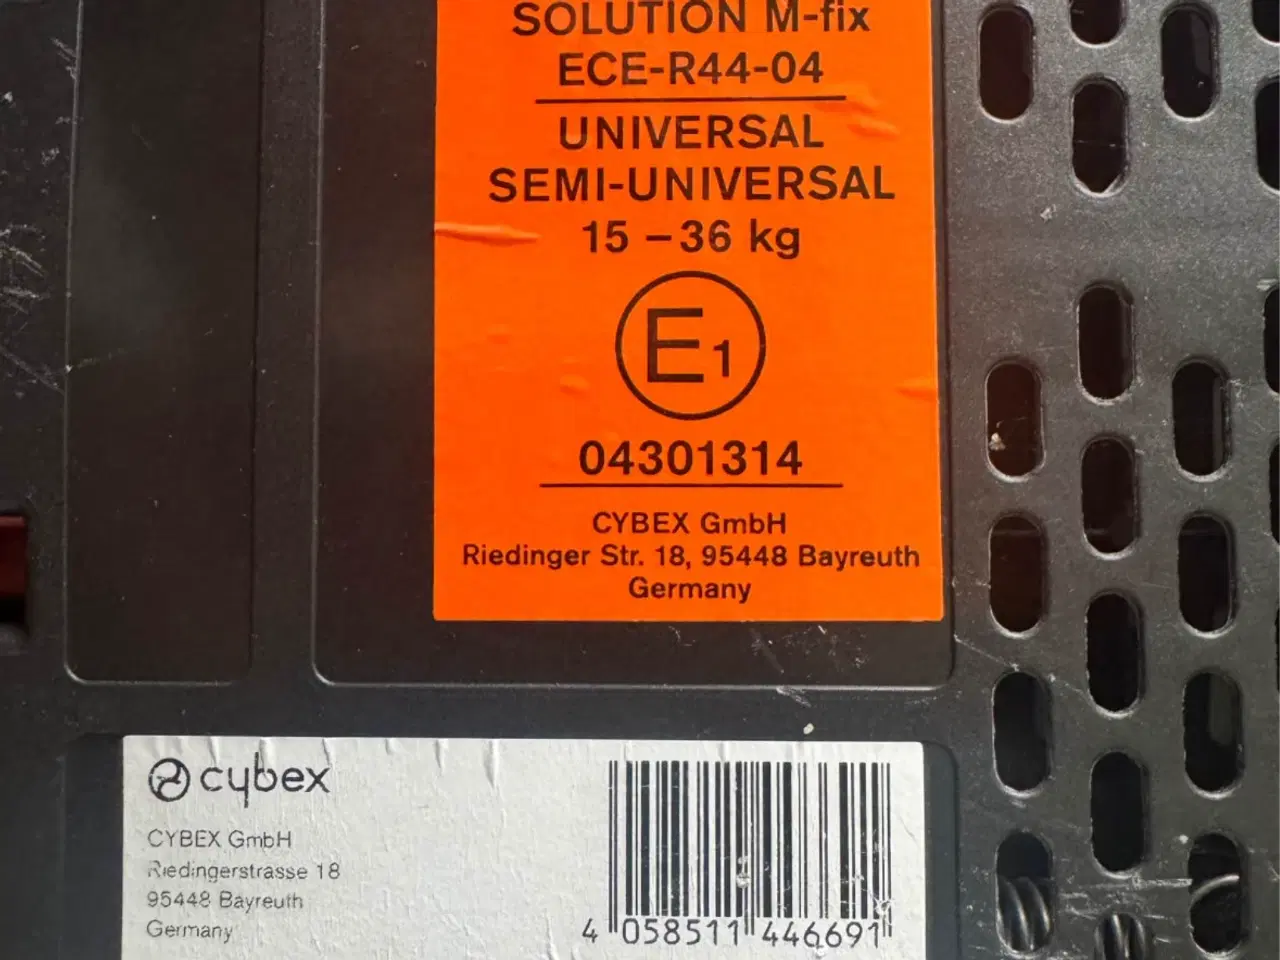 SOLUTION M-fix
ECE-R44-04
UNIVERSAL
SEMI-UNIVERSAL
15 – 36 kg
E1
04301314
CYBEX GmbH
Riedinger Str. 18, 95448 Bayreuth
Germany
cybex
CYBEX GmbH
Riedingerstrasse 18
95448 Bayreuth
Germany
4 058511 446691